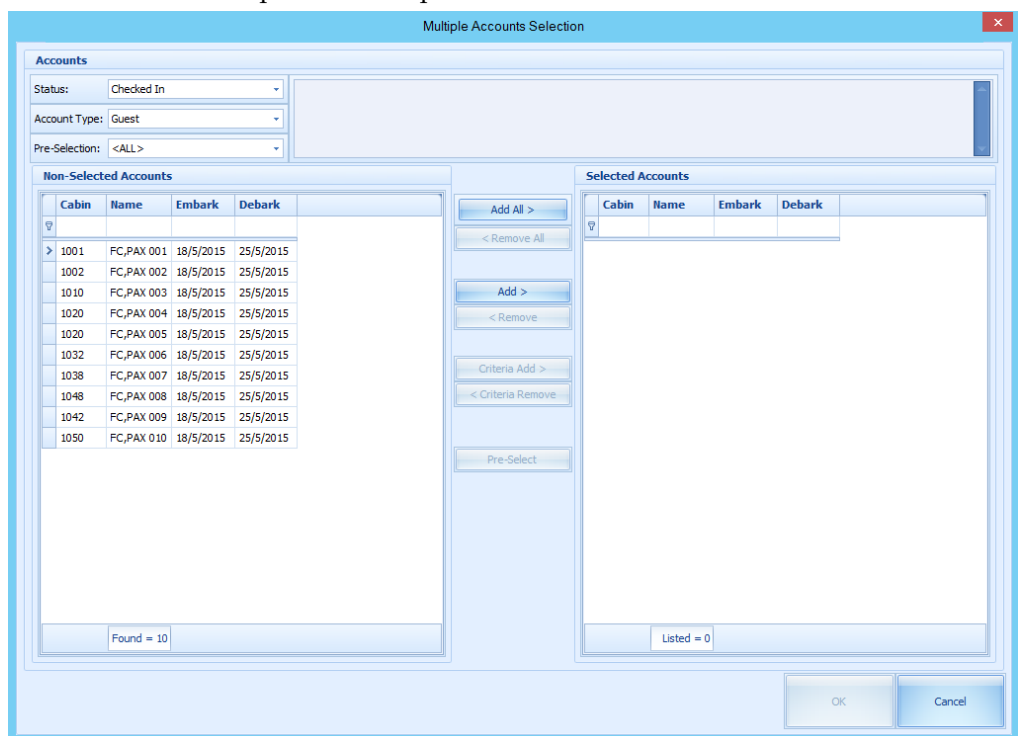 Multiple Accounts Selection
Accounts
Status: Checked In
Account Type: Guest
Pre-Selection: <ALL>
Non-Selected Accounts
Cabin Name Embark Debark
1001 FC,PAX 001 18/5/2015 25/5/2015
1002 FC,PAX 002 18/5/2015 25/5/2015
1010 FC,PAX 003 18/5/2015 25/5/2015
1020 FC,PAX 004 18/5/2015 25/5/2015
1020 FC,PAX 005 18/5/2015 25/5/2015
1032 FC,PAX 006 18/5/2015 25/5/2015
1038 FC,PAX 007 18/5/2015 25/5/2015
1048 FC,PAX 008 18/5/2015 25/5/2015
1042 FC,PAX 009 18/5/2015 25/5/2015
1050 FC,PAX 010 18/5/2015 25/5/2015
Found = 10
Add All >
< Remove All
Add >
< Remove
Criteria Add >
< Criteria Remove
Pre-Select
Selected Accounts
Cabin Name Embark Debark
Listed = 0
OK
Cancel